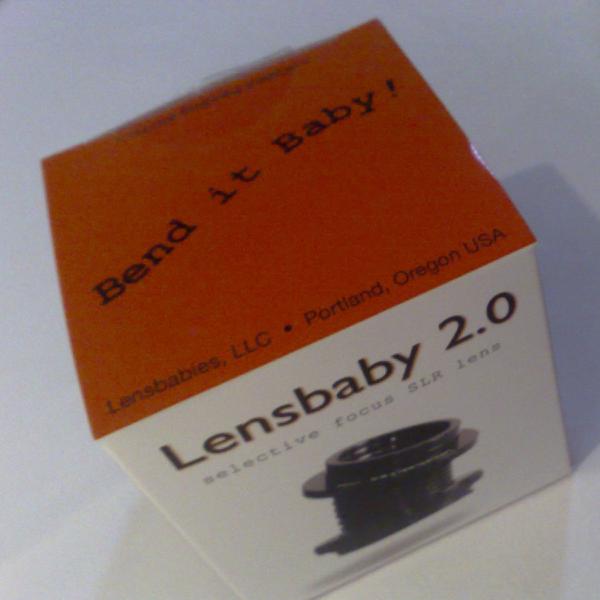 Bend it Baby!
Lensbabies, LLC • Portland, Oregon USA
Lensbaby 2.0
selective focus SLR lens